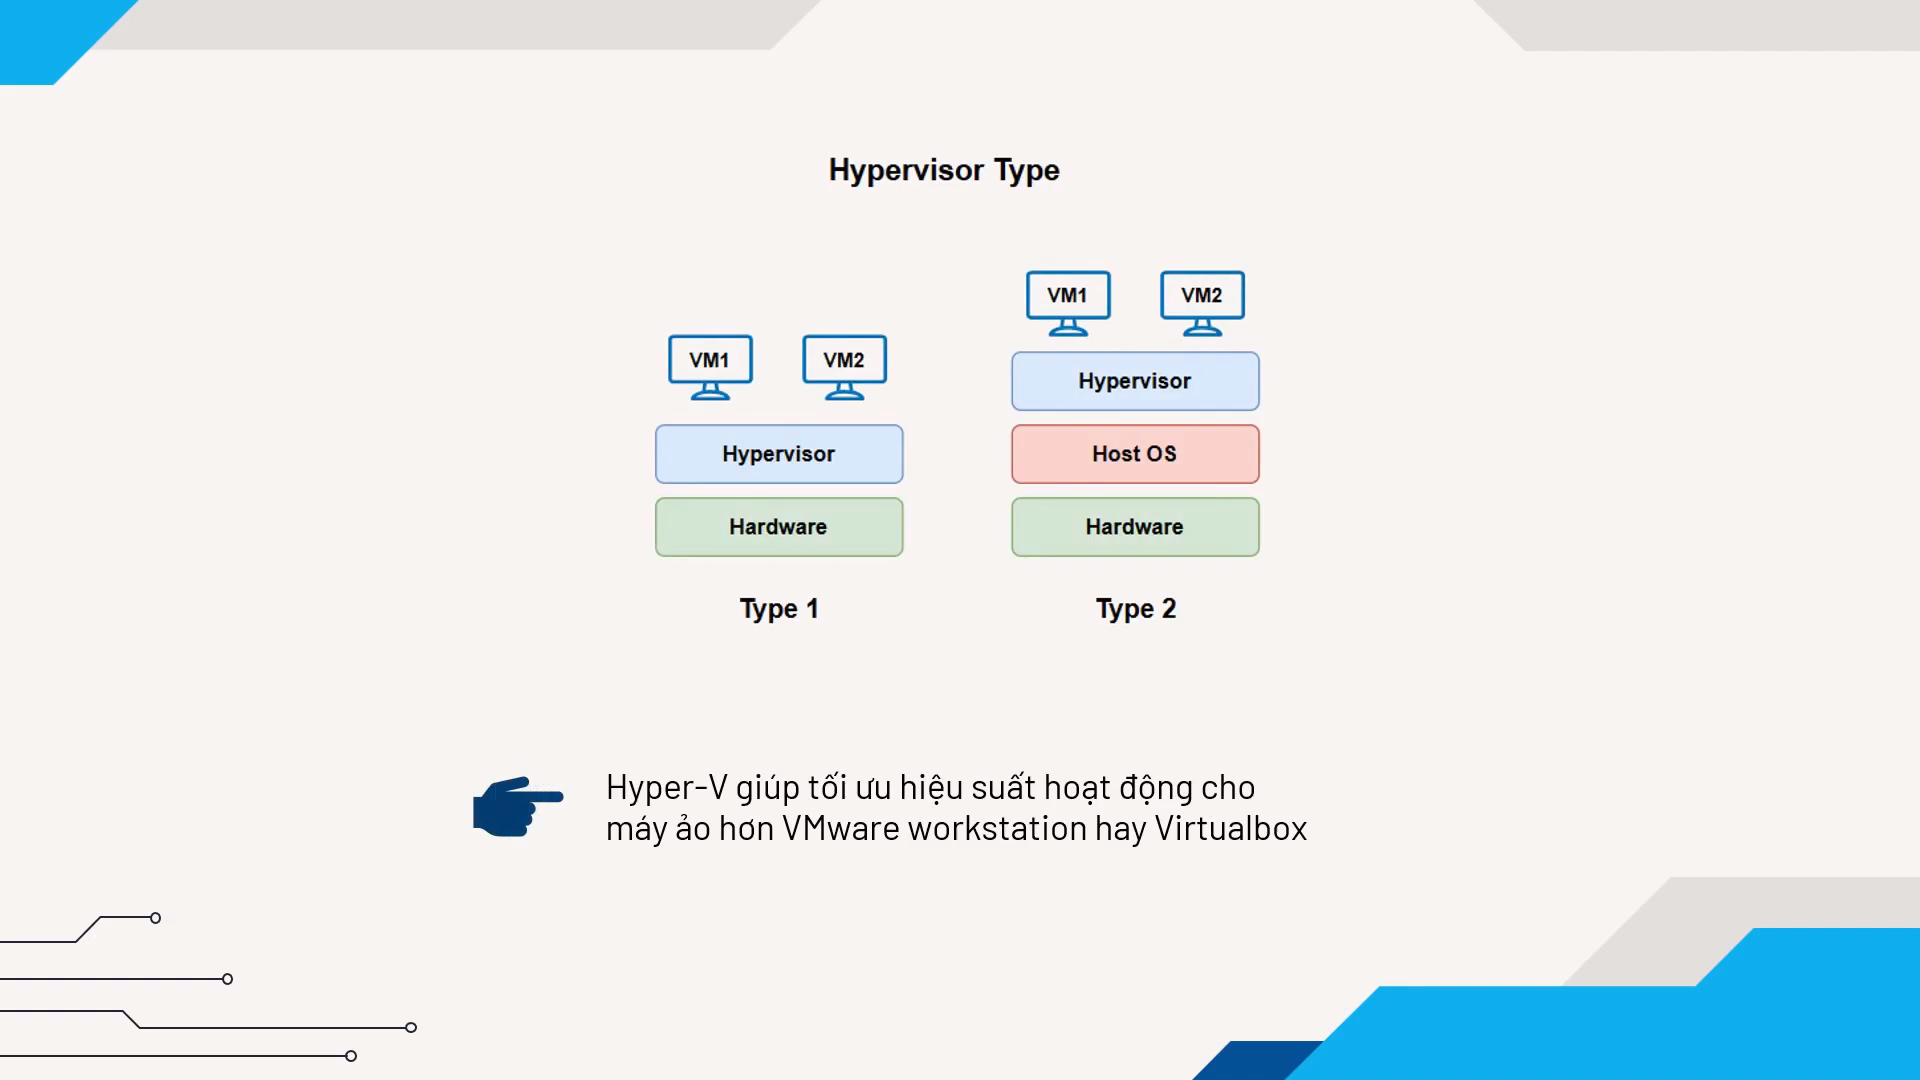 Hypervisor Type
VM1
VM2
Hypervisor
Hardware
Type 1
VM1
VM2
Hypervisor
Host OS
Hardware
Type 2
Hyper-V giúp tối ưu hiệu suất hoạt động cho
máy ảo hơn VMware workstation hay Virtualbox